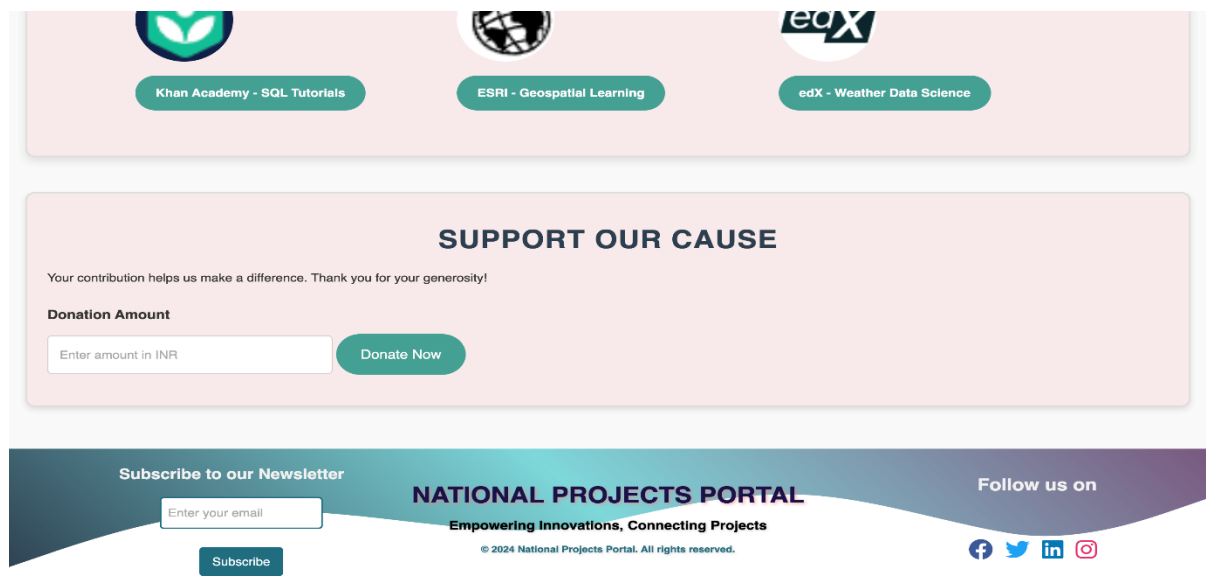 edX
Khan Academy - SQL Tutorials
ESRI - Geospatial Learning
edX - Weather Data Science
SUPPORT OUR CAUSE
Your contribution helps us make a difference. Thank you for your generosity!
Donation Amount
Enter amount in INR
Donate Now
Subscribe to our Newsletter
Enter your email
Subscribe
NATIONAL PROJECTS PORTAL
Empowering Innovations, Connecting Projects
© 2024 National Projects Portal. All rights reserved.
Follow us on